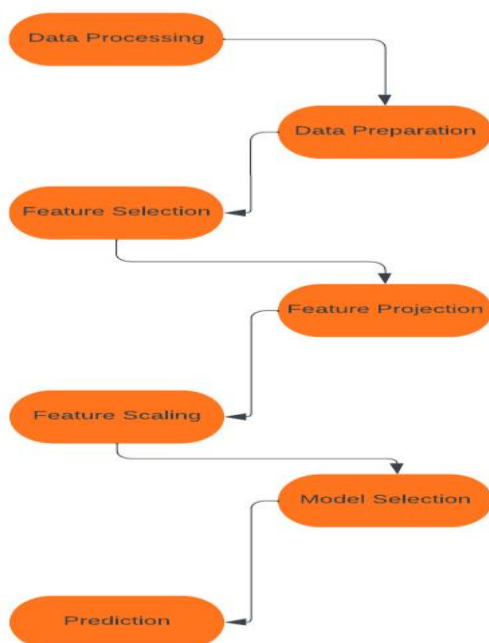 Data Processing
Data Preparation
Feature Selection
Feature Projection
Feature Scaling
Model Selection
Prediction